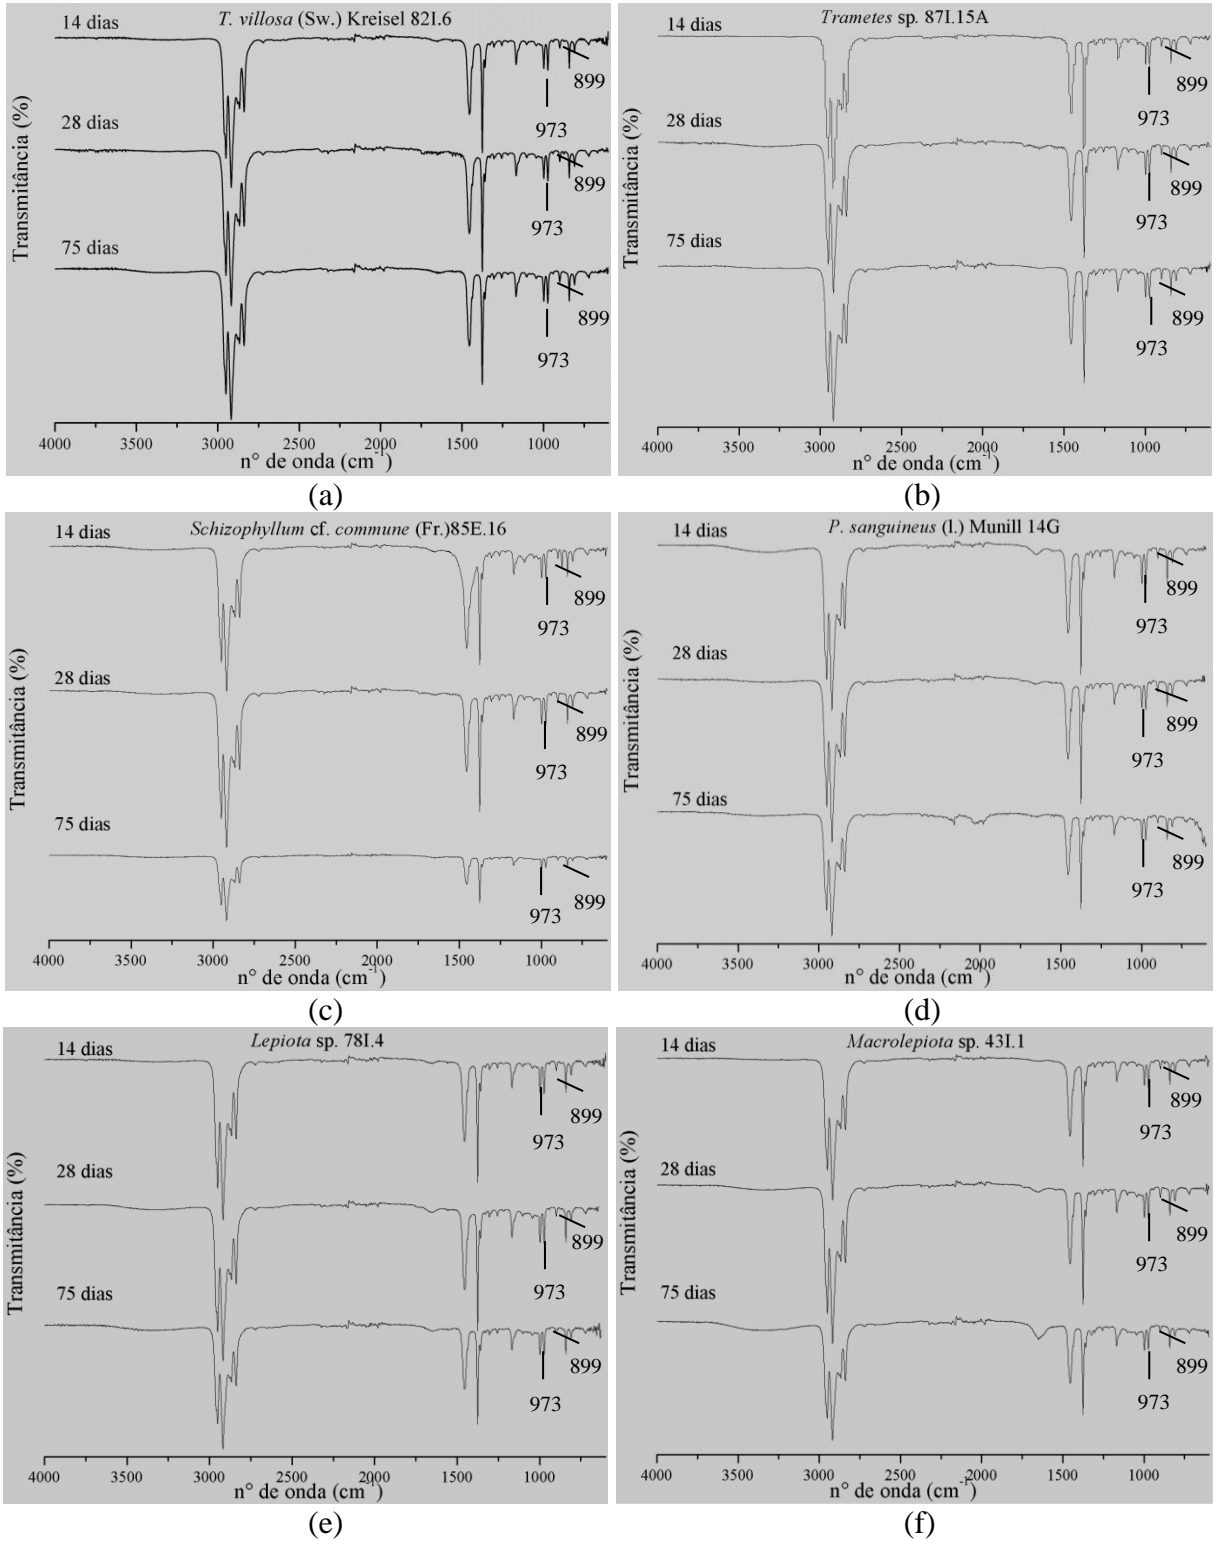 T. villosa (Sw.) Kreisel 82I.6
14 dias
899
973
28 dias
899
973
75 dias
899
973
Transmitância (%)
4000 3500 3000 2500 2000 1500 1000
n° de onda (cm-1)
(a)
Trametes sp. 87I.15A
14 dias
899
973
28 dias
899
973
75 dias
899
973
Transmitância (%)
4000 3500 3000 2500 2000 1500 1000
n° de onda (cm-1)
(b)
Schizophyllum cf. commune (Fr.)85E.16
14 dias
899
973
28 dias
899
973
75 dias
899
973
Transmitância (%)
4000 3500 3000 2500 2000 1500 1000
n° de onda (cm-1)
(c)
P. sanguineus (l.) Munill 14G
14 dias
899
973
28 dias
899
973
75 dias
899
973
Transmitância (%)
4000 3500 3000 2500 2000 1500 1000
n° de onda (cm-1)
(d)
Lepiota sp. 78I.4
14 dias
899
973
28 dias
899
973
75 dias
899
973
Transmitância (%)
4000 3500 3000 2500 2000 1500 1000
n° de onda (cm-1)
(e)
Macrolepiota sp. 43I.1
14 dias
899
973
28 dias
899
973
75 dias
899
973
Transmitância (%)
4000 3500 3000 2500 2000 1500 1000
n° de onda (cm-1)
(f)